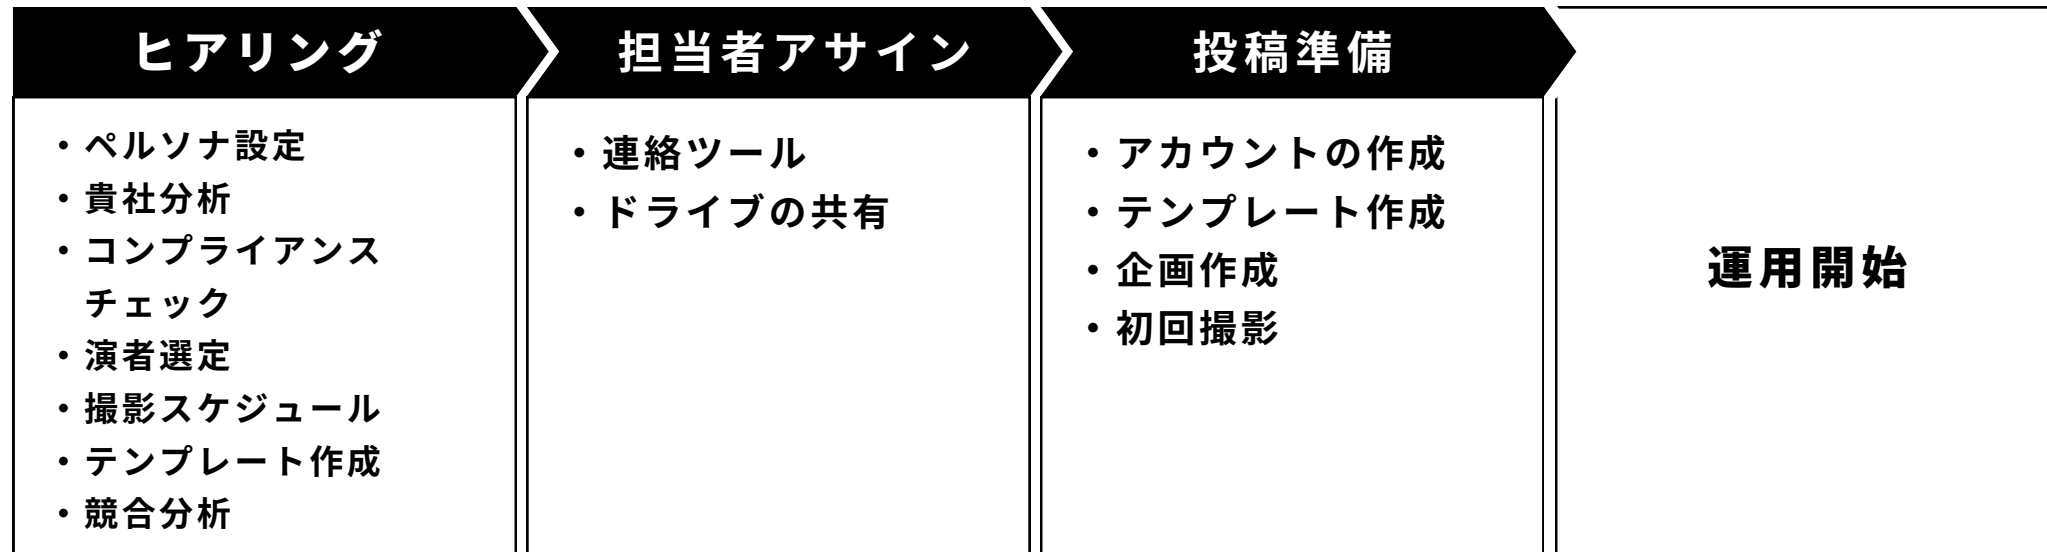 ヒアリング
・ペルソナ設定
・貴社分析
・コンプライアンス
チェック
・演者選定
・撮影スケジュール
・テンプレート作成
・競合分析
担当者アサイン
・連絡ツール
・ドライブの共有
投稿準備
・アカウントの作成
・テンプレート作成
・企画作成
・初回撮影
運用開始